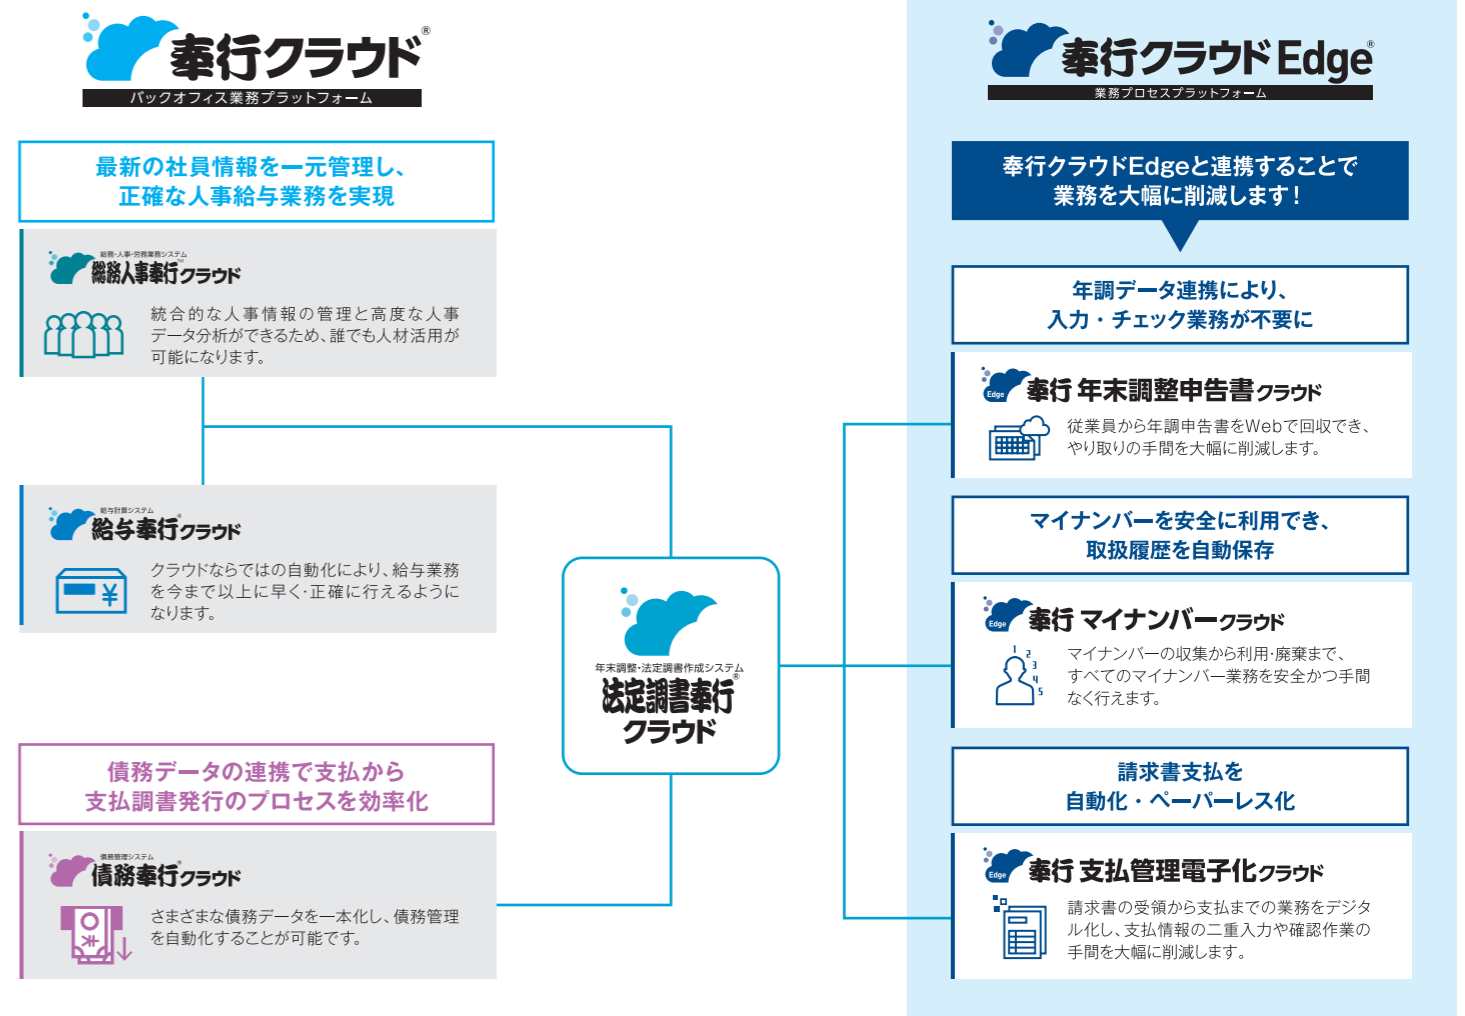 奉行クラウド®
バックオフィス業務プラットフォーム
最新の社員情報を一元管理し、
正確な人事給与業務を実現
総務・人事・労務業務システム
総務人事奉行クラウド™
統合的な人事情報の管理と高度な人事
データ分析ができるため、誰でも人材活用が
可能になります。
給与計算システム
給与奉行®クラウド
¥
クラウドならではの自動化により、給与業務
を今まで以上に早く・正確に行えるように
なります。
債務データの連携で支払から
支払調書発行のプロセスを効率化
債務管理システム
債務奉行®クラウド
さまざまな債務データを一本化し、債務管理
を自動化することが可能です。
年末調整・法定調書作成システム
法定調書奉行®
クラウド
奉行クラウド Edge®
業務プロセスプラットフォーム
奉行クラウドEdgeと連携することで
業務を大幅に削減します!
年調データ連携により、
入力・チェック業務が不要に
Edge 奉行 年末調整申告書クラウド
従業員から年調申告書をWebで回収でき、
やり取りの手間を大幅に削減します。
マイナンバーを安全に利用でき、
取扱履歴を自動保存
Edge 奉行 マイナンバークラウド
1 2 3 4 5
マイナンバーの収集から利用・廃棄まで、
すべてのマイナンバー業務を安全かつ手間
なく行えます。
請求書支払を
自動化・ペーパーレス化
Edge 奉行 支払管理電子化クラウド
請求書の受領から支払までの業務をデジタ
ル化し、支払情報の二重入力や確認作業の
手間を大幅に削減します。